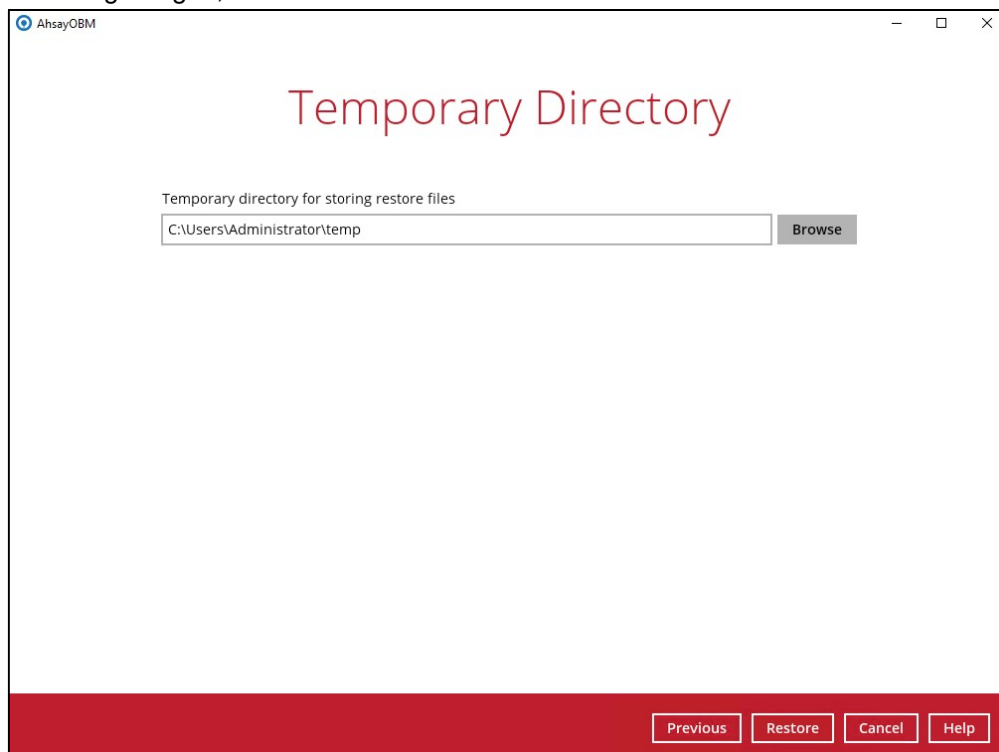 AhsayOBM
Temporary Directory
Temporary directory for storing restore files
C:\Users\Administrator\temp
Browse
Previous Restore Cancel Help